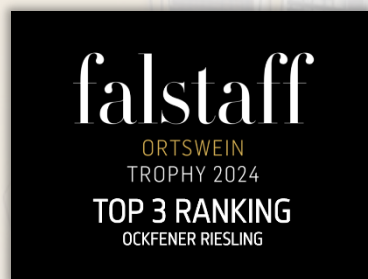 falstaff
ORTSWEIN
TROPHY 2024
TOP 3 RANKING
OCKFENER RIESLING